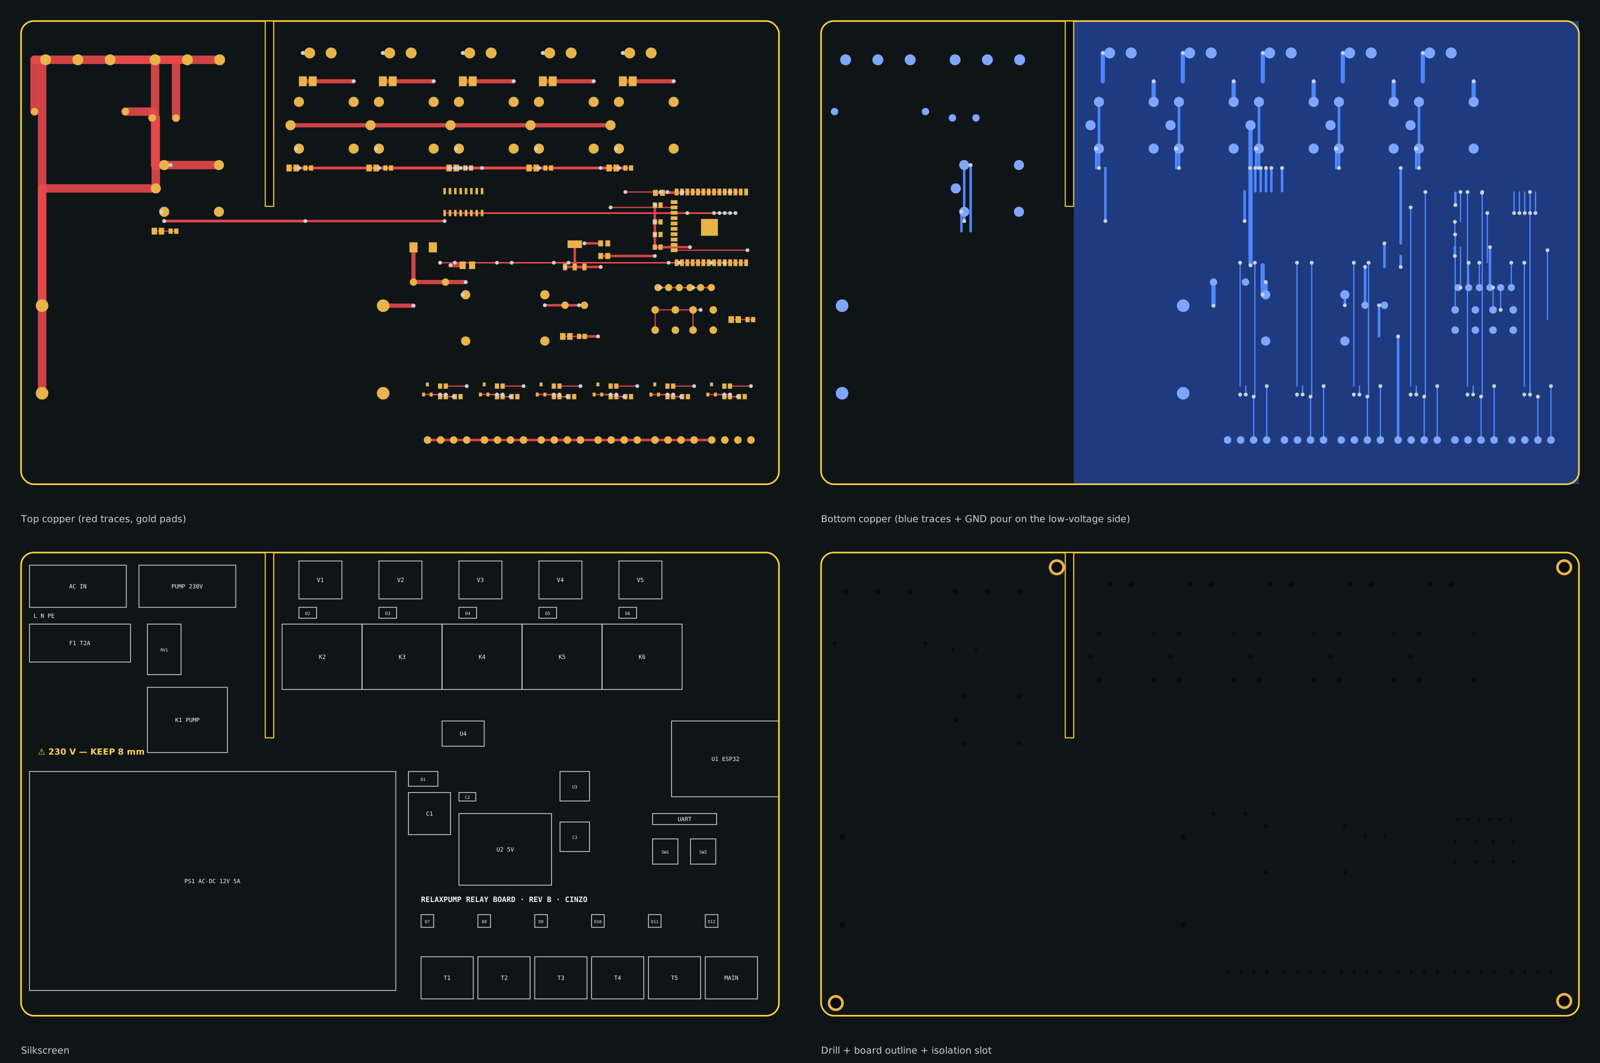 Top copper (red traces, gold pads)
Bottom copper (blue traces + GND pour on the low-voltage side)
AC IN
PUMP 230V
V1
V2
V3
V4
V5
D2
D3
D4
D5
D6
L N PE
F1 T2A
RV1
K2
K3
K4
K5
K6
K1 PUMP
U4
⚠ 230 V — KEEP 8 mm
U1 ESP32
D1
U3
C2
C1
UART
C3
U2 5V
SW1
SW2
PS1 AC-DC 12V 5A
RELAXPUMP RELAY BOARD · REV B · CINZO
D7
D8
D9
D10
D11
D12
T1
T2
T3
T4
T5
MAIN
Silkscreen
Drill + board outline + isolation slot